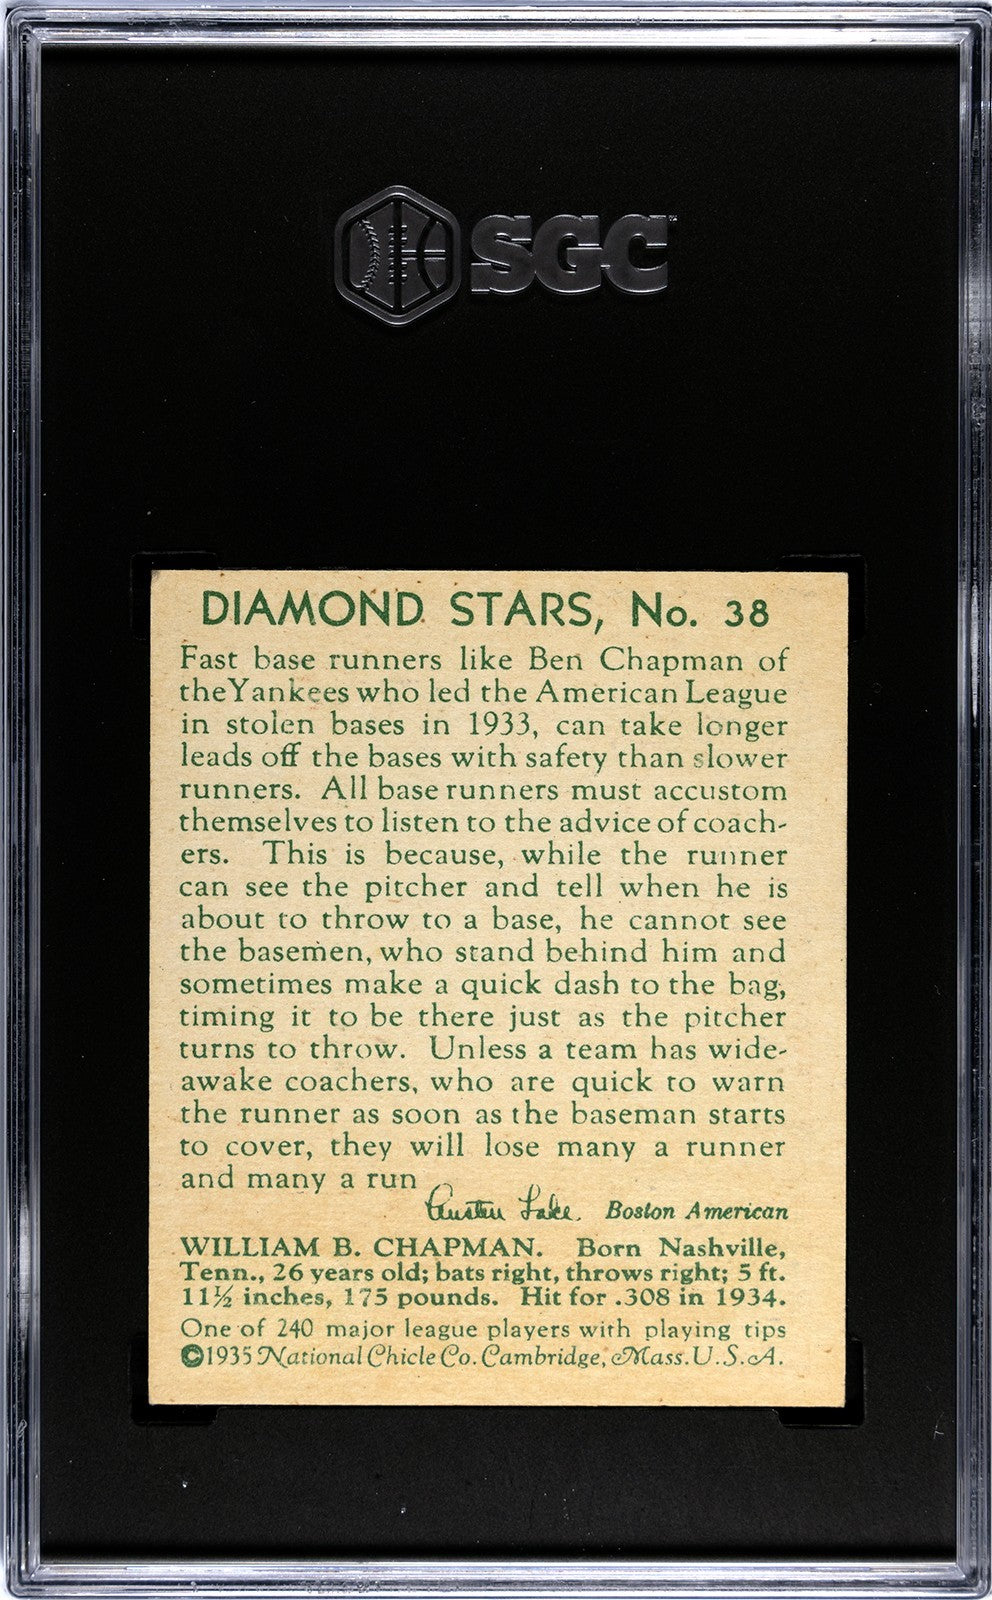 SGC™
DIAMOND STARS, No. 38
Fast base runners like Ben Chapman of
the Yankees who led the American League
in stolen bases in 1933, can take longer
leads off the bases with safety than slower
runners. All base runners must accustom
themselves to listen to the advice of coach-
ers. This is because, while the runner
can see the pitcher and tell when he is
about to throw to a base, he cannot see
the basemen, who stand behind him and
sometimes make a quick dash to the bag,
timing it to be there just as the pitcher
turns to throw. Unless a team has wide-
awake coachers, who are quick to warn
the runner as soon as the baseman starts
to cover, they will lose many a runner
and many a run
Austen Lake. Boston American
WILLIAM B. CHAPMAN. Born Nashville,
Tenn., 26 years old; bats right, throws right; 5 ft.
11½ inches, 175 pounds. Hit for .308 in 1934.
One of 240 major league players with playing tips
©1935 National Chicle Co. Cambridge, Mass. U.S.A.